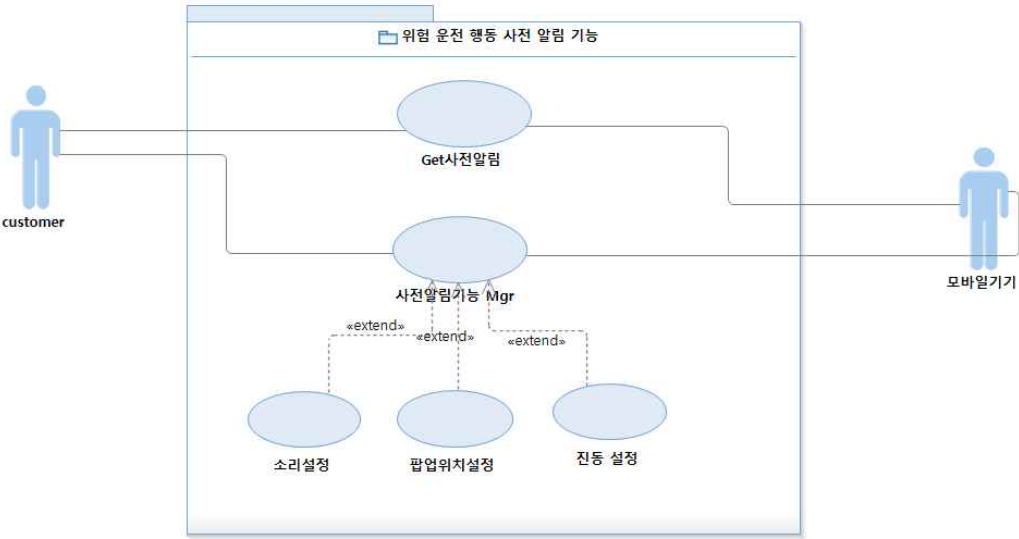 위험 운전 행동 사전 알림 기능
Get사전알림
customer
사전알림기능 Mgr
모바일기기
«extend»
«extend»
«extend»
소리설정
팝업위치설정
진동 설정